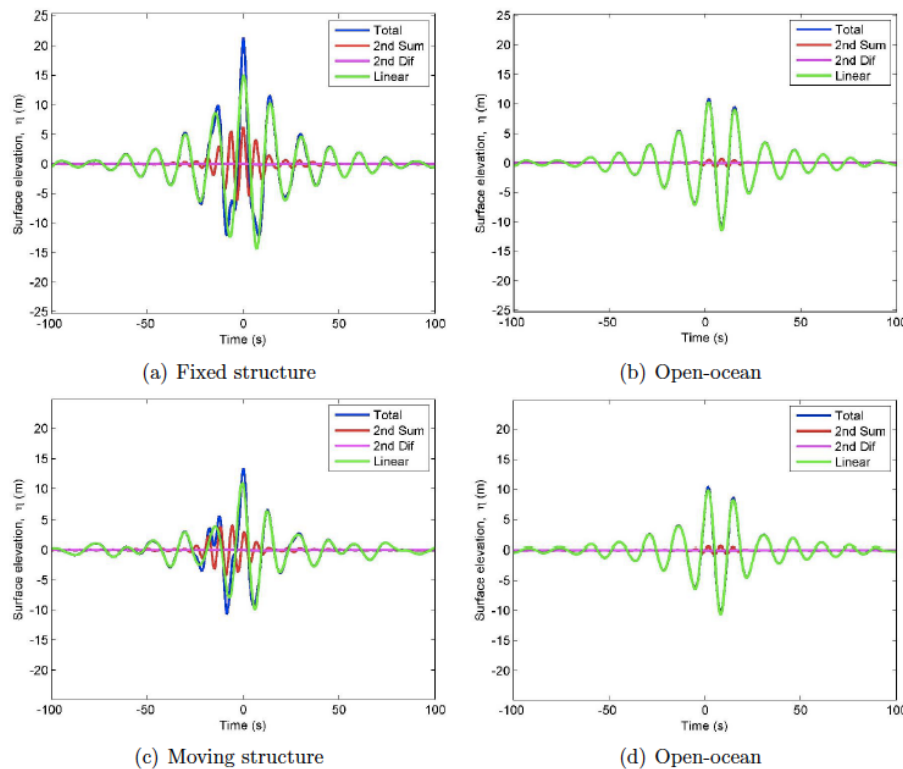 25
20
15
10
5
0
-5
-10
-15
-20
-25
Surface elevation, η (m)
-100
-50
0
50
100
Time (s)
Total
2nd Sum
2nd Dif
Linear
(a) Fixed structure
25
20
15
10
5
0
-5
-10
-15
-20
-25
Surface elevation, η (m)
-100
-50
0
50
100
Time (s)
Total
2nd Sum
2nd Dif
Linear
(b) Open-ocean
20
15
10
5
0
-5
-10
-15
-20
Surface elevation, η (m)
-100
-50
0
50
100
Time (s)
Total
2nd Sum
2nd Dif
Linear
(c) Moving structure
20
15
10
5
0
-5
-10
-15
-20
Surface elevation, η (m)
-100
-50
0
50
100
Time (s)
Total
2nd Sum
2nd Dif
Linear
(d) Open-ocean